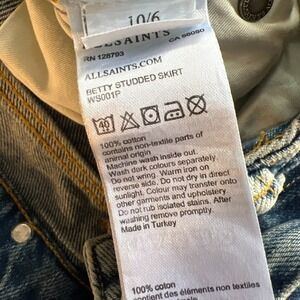 10/6
ALLSAINTS
CA 56060
RN 128793
ALLSAINTS.COM
BETTY STUDDED SKIRT
WS001P
40
100% cotton
contains non-textile parts of
animal origin
Machine wash inside out.
Wash dark colours separately.
Do not wring. Warm iron on
reverse side. Do not dry in direct
sunlight. Colour may transfer onto
other garments and upholstery.
Do not rub isolated stains. After
washing remove promptly.
Made in Turkey
100% cotton
contient des éléments non textiles